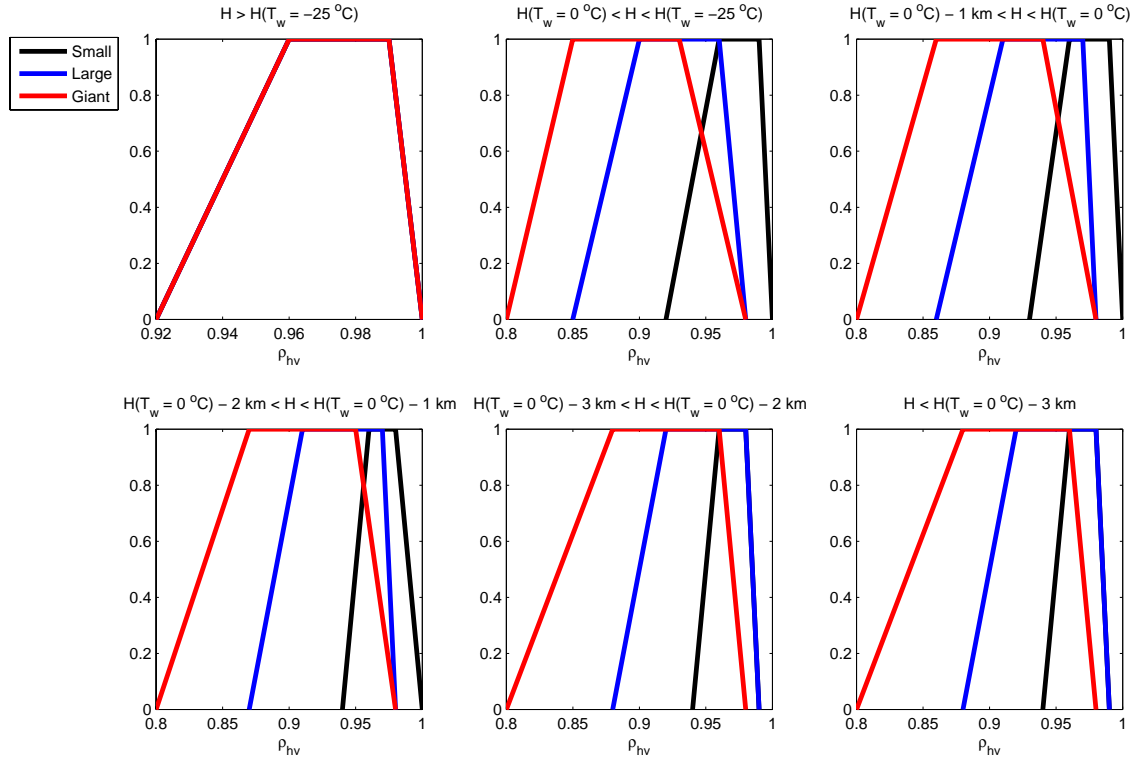 H > H(T_w = −25 °C)
H(T_w = 0 °C) < H < H(T_w = −25 °C)
H(T_w = 0 °C) − 1 km < H < H(T_w = 0 °C)
Small
Large
Giant
1
0.8
0.6
0.4
0.2
0
0.92 0.94 0.96 0.98 1
ρ_hv
1
0.8
0.6
0.4
0.2
0
0.8 0.85 0.9 0.95 1
ρ_hv
1
0.8
0.6
0.4
0.2
0
0.8 0.85 0.9 0.95 1
ρ_hv
H(T_w = 0 °C) − 2 km < H < H(T_w = 0 °C) − 1 km
H(T_w = 0 °C) − 3 km < H < H(T_w = 0 °C) − 2 km
H < H(T_w = 0 °C) − 3 km
1
0.8
0.6
0.4
0.2
0
0.8 0.85 0.9 0.95 1
ρ_hv
1
0.8
0.6
0.4
0.2
0
0.8 0.85 0.9 0.95 1
ρ_hv
1
0.8
0.6
0.4
0.2
0
0.8 0.85 0.9 0.95 1
ρ_hv